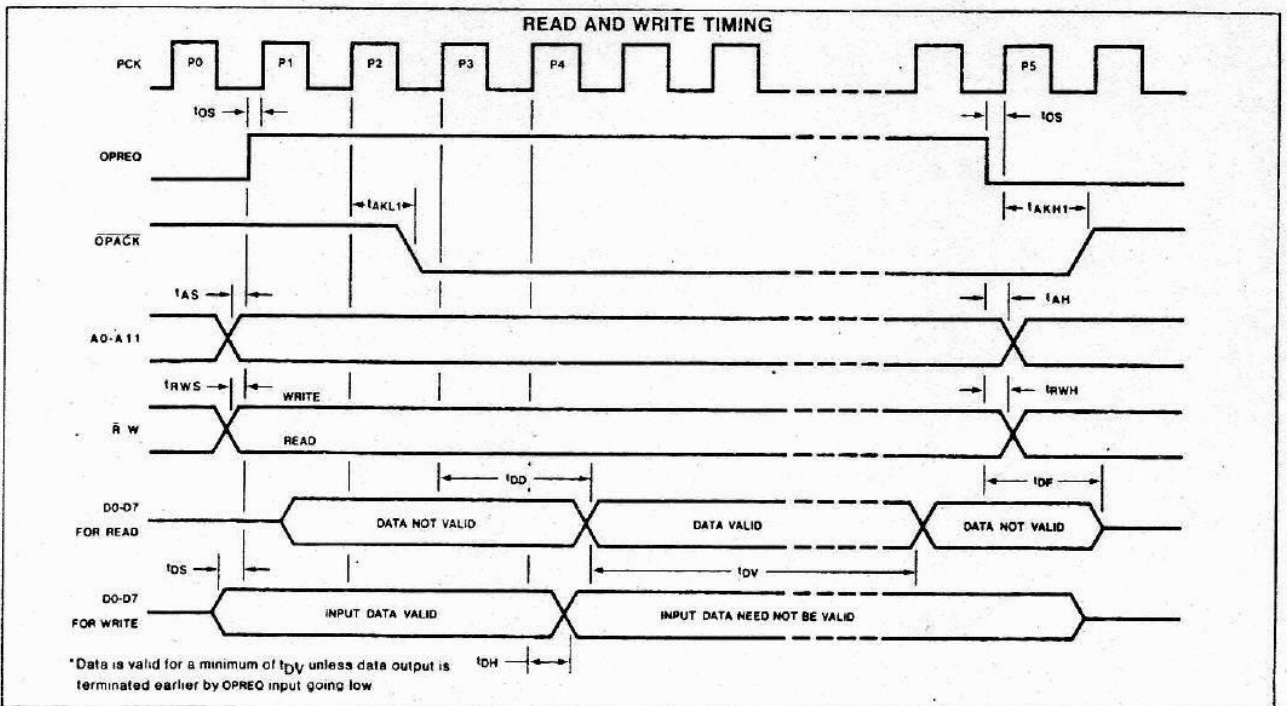 READ AND WRITE TIMING
PCK P0 P1 P2 P3 P4 P5
tOS tOS
OPREQ
tAKL1 tAKH1
OPACK
tAS tAH
A0-A11
tRWS WRITE tRWH
R W
READ
tDD tDF
D0-D7
FOR READ
DATA NOT VALID DATA VALID DATA NOT VALID
tDS tDV
D0-D7
FOR WRITE
INPUT DATA VALID INPUT DATA NEED NOT BE VALID
tDH
*Data is valid for a minimum of tDV unless data output is
terminated earlier by OPREQ input going low